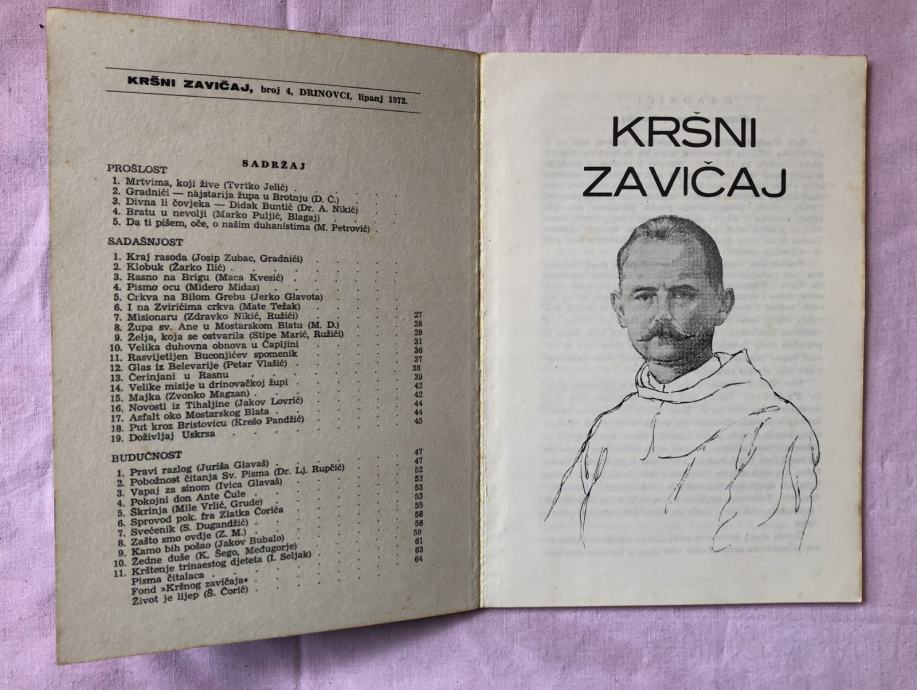 KRŠNI ZAVIČAJ, broj 4, DRINOVCI, lipanj 1972.
SADRŽAJ
PROŠLOST
1. Mrtvima, koji žive (Tvrtko Jelić)
2. Gradnići — najstarija župa u Brotnju (D. Ć.)
3. Divna li čovjeka — Didak Buntić (Dr. A. Nikić)
4. Bratu u nevolji (Marko Puljić, Blagaj)
5. Da ti pišem, oče, o našim duhanistima (M. Petrović)
SADAŠNJOST
1. Kraj rasoda (Josip Zubac, Gradnići)
2. Klobuk (Žarko Ilić)
3. Rasno na Brigu (Maca Kvesić)
4. Pismo ocu (Midero Midas)
5. Crkva na Bilom Grebu (Jerko Glavota)
6. I na Zvirićima crkva (Mate Težak)
7. Misionaru (Zdravko Nikić, Ružići) 27
8. Župa sv. Ane u Mostarskom Blatu (M. D.) 28
9. Želja, koja se ostvarila (Stipe Marić, Ružići) 29
10. Velika duhovna obnova u Čapljini 31
11. Rasvijetljen Buconjićev spomenik 36
12. Glas iz Belevarije (Petar Vlašić) 37
13. Čerinjani u Rasnu 38
14. Velike misije u drinovačkoj župi 39
15. Majka (Zvonko Magzan) 42
16. Novosti iz Tihaljine (Jakov Lovrić) 42
17. Asfalt oko Mostarskog Blata 44
18. Put kroz Bristovicu (Krešo Pandžić) 44
19. Doživljaj Uskrsa 45
BUDUĆNOST
1. Pravi razlog (Juriša Glavaš) 47
2. Pobožnost čitanja Sv. Pisma (Dr. Lj. Rupčić) 47
3. Vapaj za sinom (Ivica Glavaš) 52
4. Pokojni don Ante Ćule 52
5. Škrinja (Mile Vrlić, Grude) 53
6. Sprovod pok. fra Zlatka Ćorića 53
7. Svećenik (S. Dugandžić) 55
8. Zašto smo ovdje (Z. M.) 58
9. Kamo bih pošao (Jakov Bubalo) 58
10. Žedne duše (K. Šego, Međugorje) 59
11. Krštenje trinaestog djeteta (I. Seljak) 61
Pisma čitalaca 63
Fond »Kršnog zavičaja« 64
Život je lijep (Š. Ćorić)
KRŠNI
ZAVIČAJ